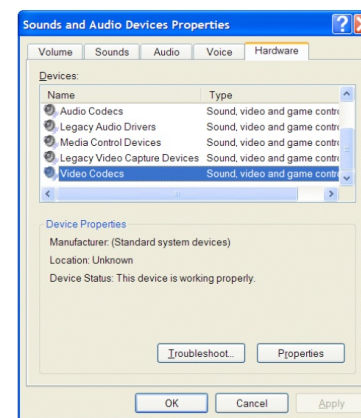 Sounds and Audio Devices Properties
Volume Sounds Audio Voice Hardware
Devices:
Name Type
Audio Codecs Sound, video and game contr
Legacy Audio Drivers Sound, video and game contr
Media Control Devices Sound, video and game contr
Legacy Video Capture Devices Sound, video and game contr
Video Codecs Sound, video and game contr
Device Properties
Manufacturer: (Standard system devices)
Location: Unknown
Device Status: This device is working properly.
Troubleshoot... Properties
OK Cancel Apply